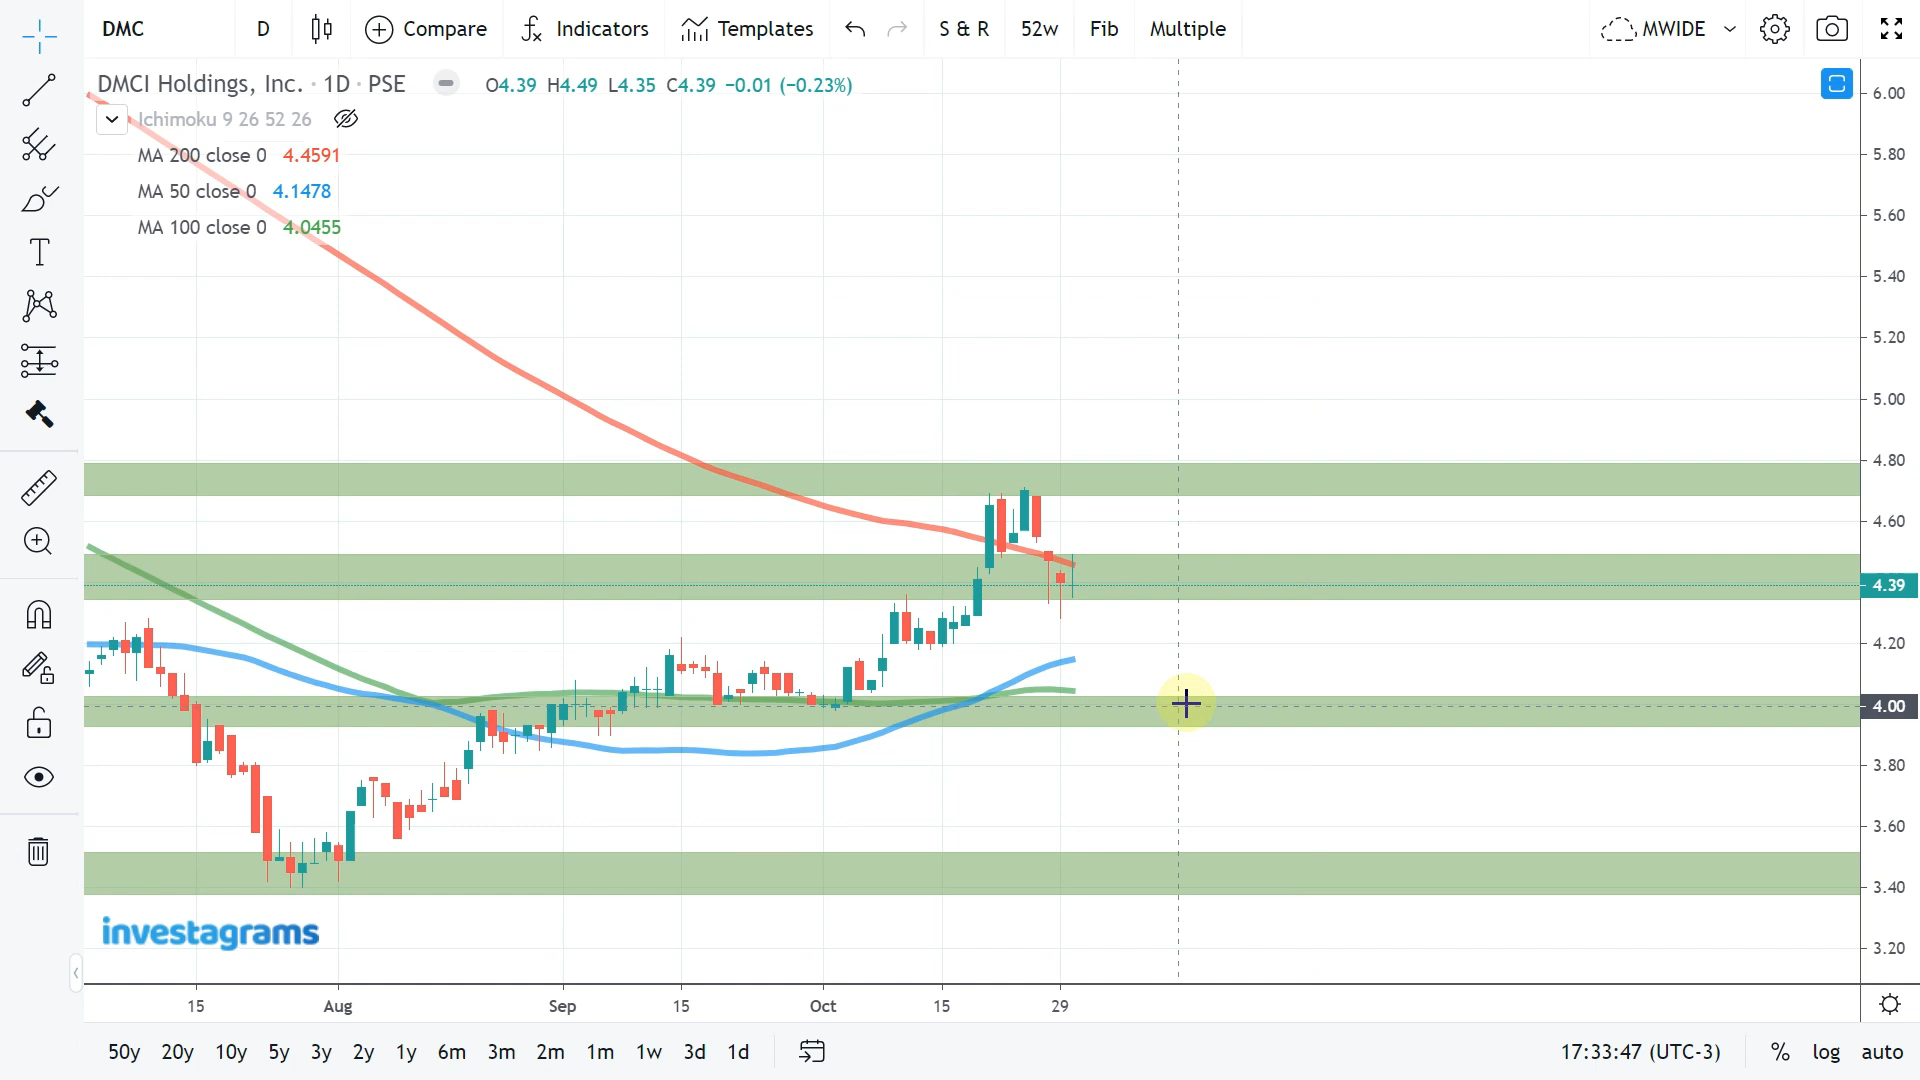 DMC D Compare Indicators Templates S & R 52w Fib Multiple MWIDE
DMCI Holdings, Inc. · 1D · PSE O4.39 H4.49 L4.35 C4.39 −0.01 (−0.23%)
Ichimoku 9 26 52 26
MA 200 close 0 4.4591
MA 50 close 0 4.1478
MA 100 close 0 4.0455
6.00
5.80
5.60
5.40
5.20
5.00
4.80
4.60
4.39
4.20
4.00
3.80
3.60
3.40
3.20
investagrams
15 Aug Sep 15 Oct 15 29
50y 20y 10y 5y 3y 2y 1y 6m 3m 2m 1m 1w 3d 1d 17:33:47 (UTC-3) % log auto